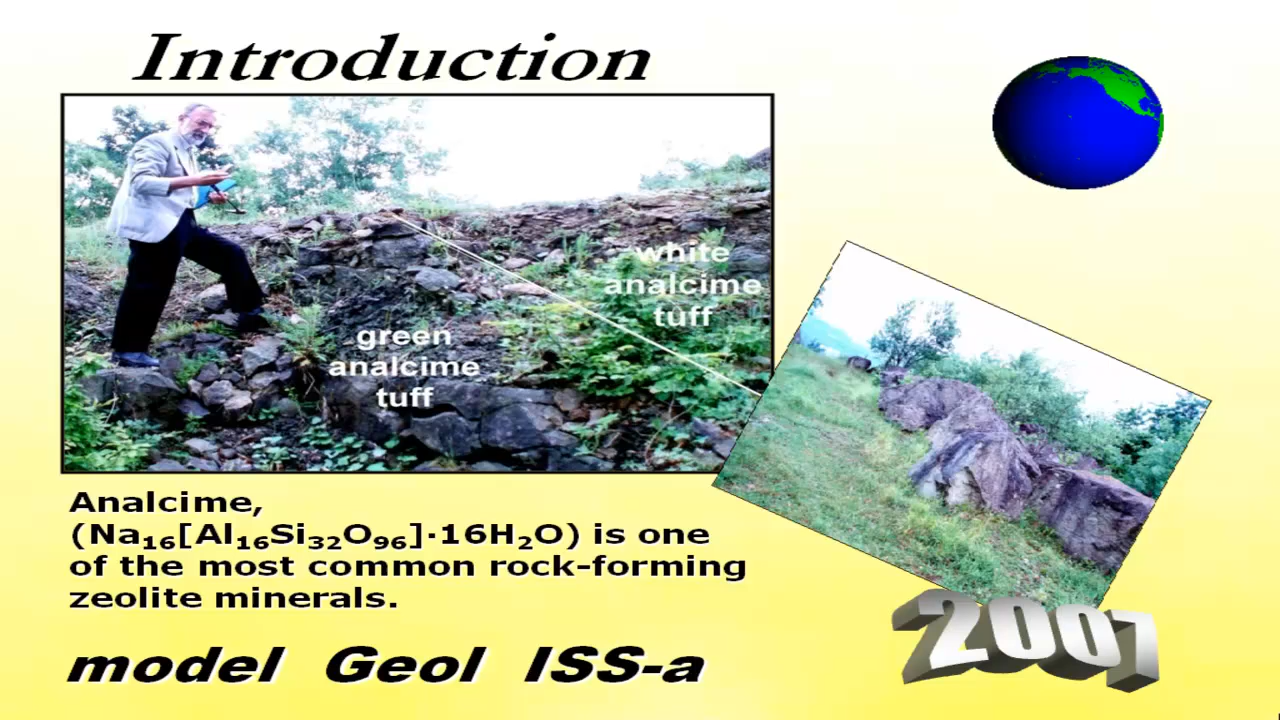 Introduction
white
analcime
tuff
green
analcime
tuff
Analcime,
(Na₁₆[Al₁₆Si₃₂O₉₆]·16H₂O) is one
of the most common rock-forming
zeolite minerals.
model Geol ISS-a
2007